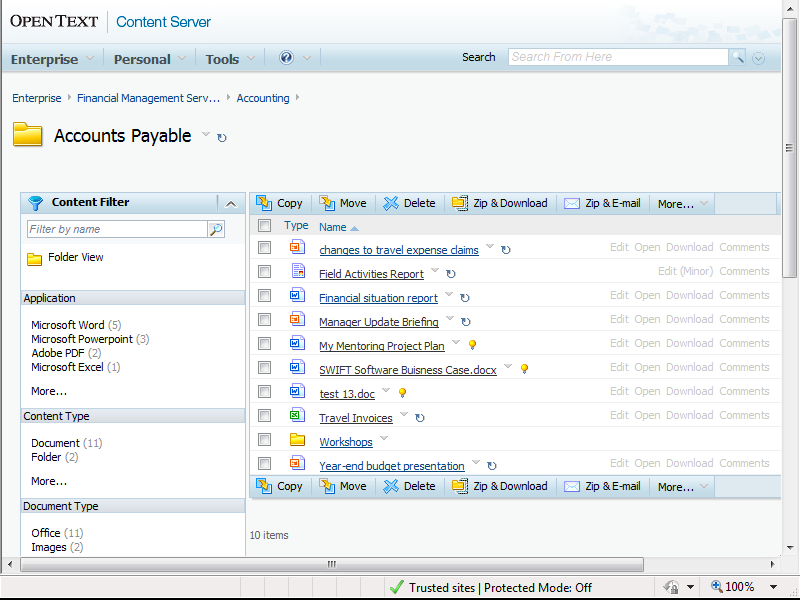 OPEN TEXT Content Server
Enterprise Personal Tools ? Search Search From Here
Enterprise Financial Management Serv... Accounting
Accounts Payable
Content Filter
Filter by name
Folder View
Application
Microsoft Word (5)
Microsoft Powerpoint (3)
Adobe PDF (2)
Microsoft Excel (1)
More...
Content Type
Document (11)
Folder (2)
More...
Document Type
Office (11)
Images (2)
Copy Move Delete Zip & Download Zip & E-mail More...
Type Name
changes to travel expense claims Edit Open Download Comments
Field Activities Report Edit (Minor) Comments
Financial situation report Edit Open Download Comments
Manager Update Briefing Edit Open Download Comments
My Mentoring Project Plan Edit Open Download Comments
SWIFT Software Buisness Case.docx Edit Open Download Comments
test 13.doc Edit Open Download Comments
Travel Invoices Edit Open Download Comments
Workshops
Year-end budget presentation Edit Open Download Comments
Copy Move Delete Zip & Download Zip & E-mail More...
10 items
Trusted sites | Protected Mode: Off 100%